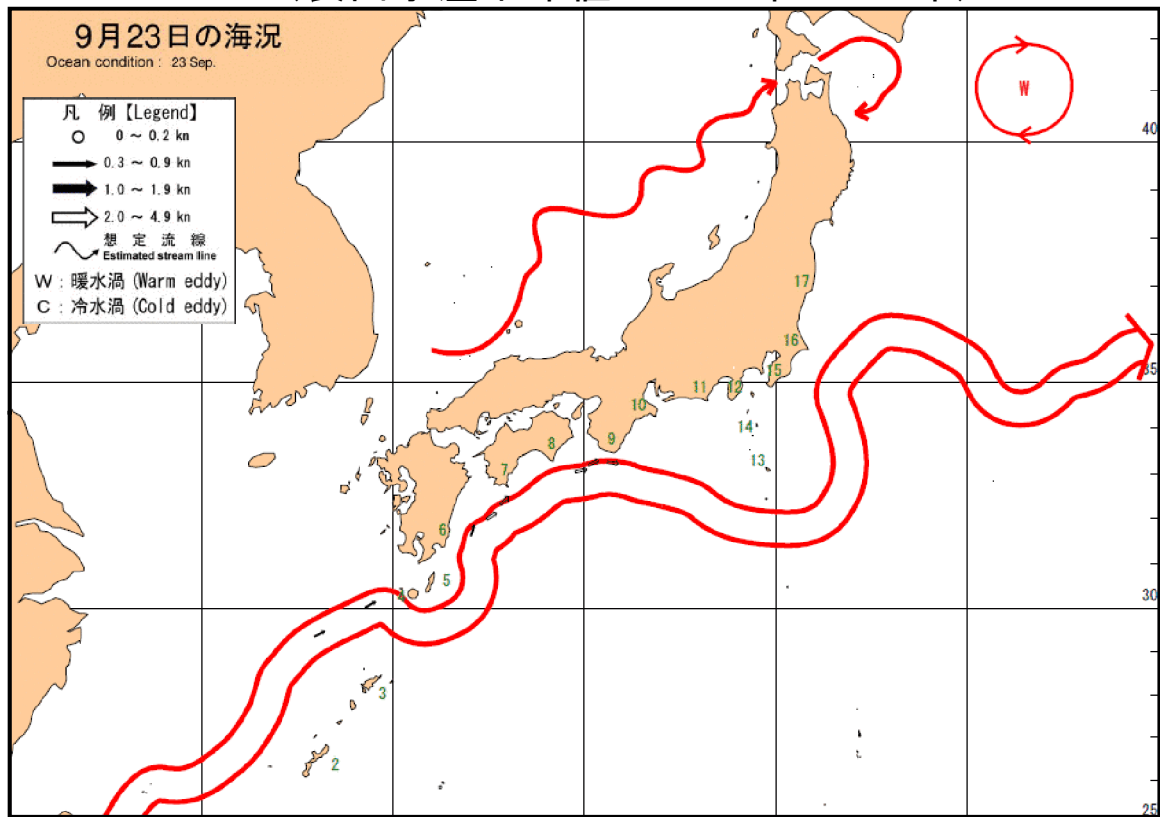 9月23日の海況
Ocean condition : 23 Sep.
凡 例【Legend】
0 ～ 0.2 kn
0.3 ～ 0.9 kn
1.0 ～ 1.9 kn
2.0 ～ 4.9 kn
想 定 流 線
Estimated stream line
W : 暖水渦 (Warm eddy)
C : 冷水渦 (Cold eddy)
W
40
17
16
35
15
12
11
10
14
9
8
13
7
6
5
30
3
2
25